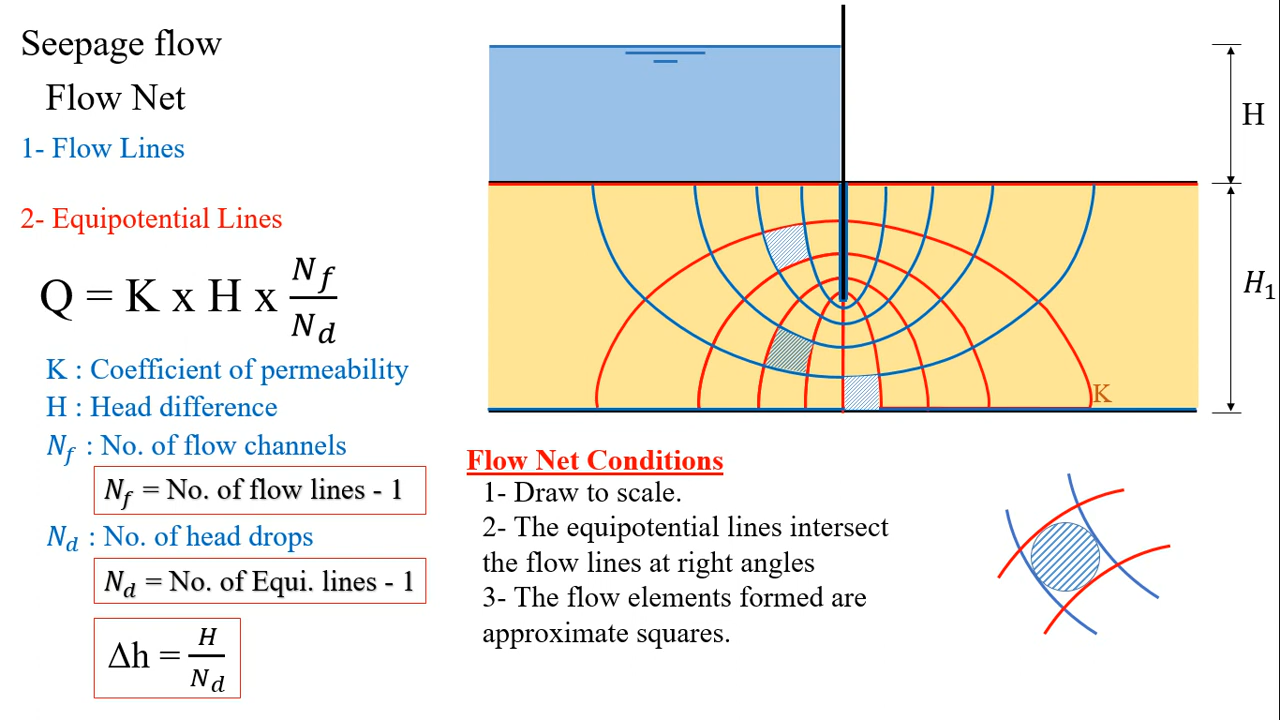 Seepage flow
Flow Net
1- Flow Lines
2- Equipotential Lines
Q = K x H x N_f / N_d
K : Coefficient of permeability
H : Head difference
N_f : No. of flow channels
N_f = No. of flow lines - 1
N_d : No. of head drops
N_d = No. of Equi. lines - 1
Δh = H / N_d
H
H_1
K
Flow Net Conditions
1- Draw to scale.
2- The equipotential lines intersect
the flow lines at right angles
3- The flow elements formed are
approximate squares.